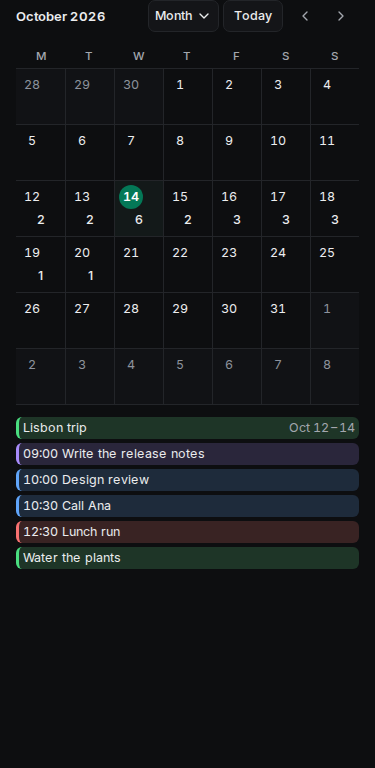 October 2026 Month Today
M T W T F S S
28 29 30 1 2 3 4
5 6 7 8 9 10 11
12 13 14 15 16 17 18
2 2 6 2 3 3 3
19 20 21 22 23 24 25
1 1
26 27 28 29 30 31 1
2 3 4 5 6 7 8
Lisbon trip Oct 12–14
09:00 Write the release notes
10:00 Design review
10:30 Call Ana
12:30 Lunch run
Water the plants